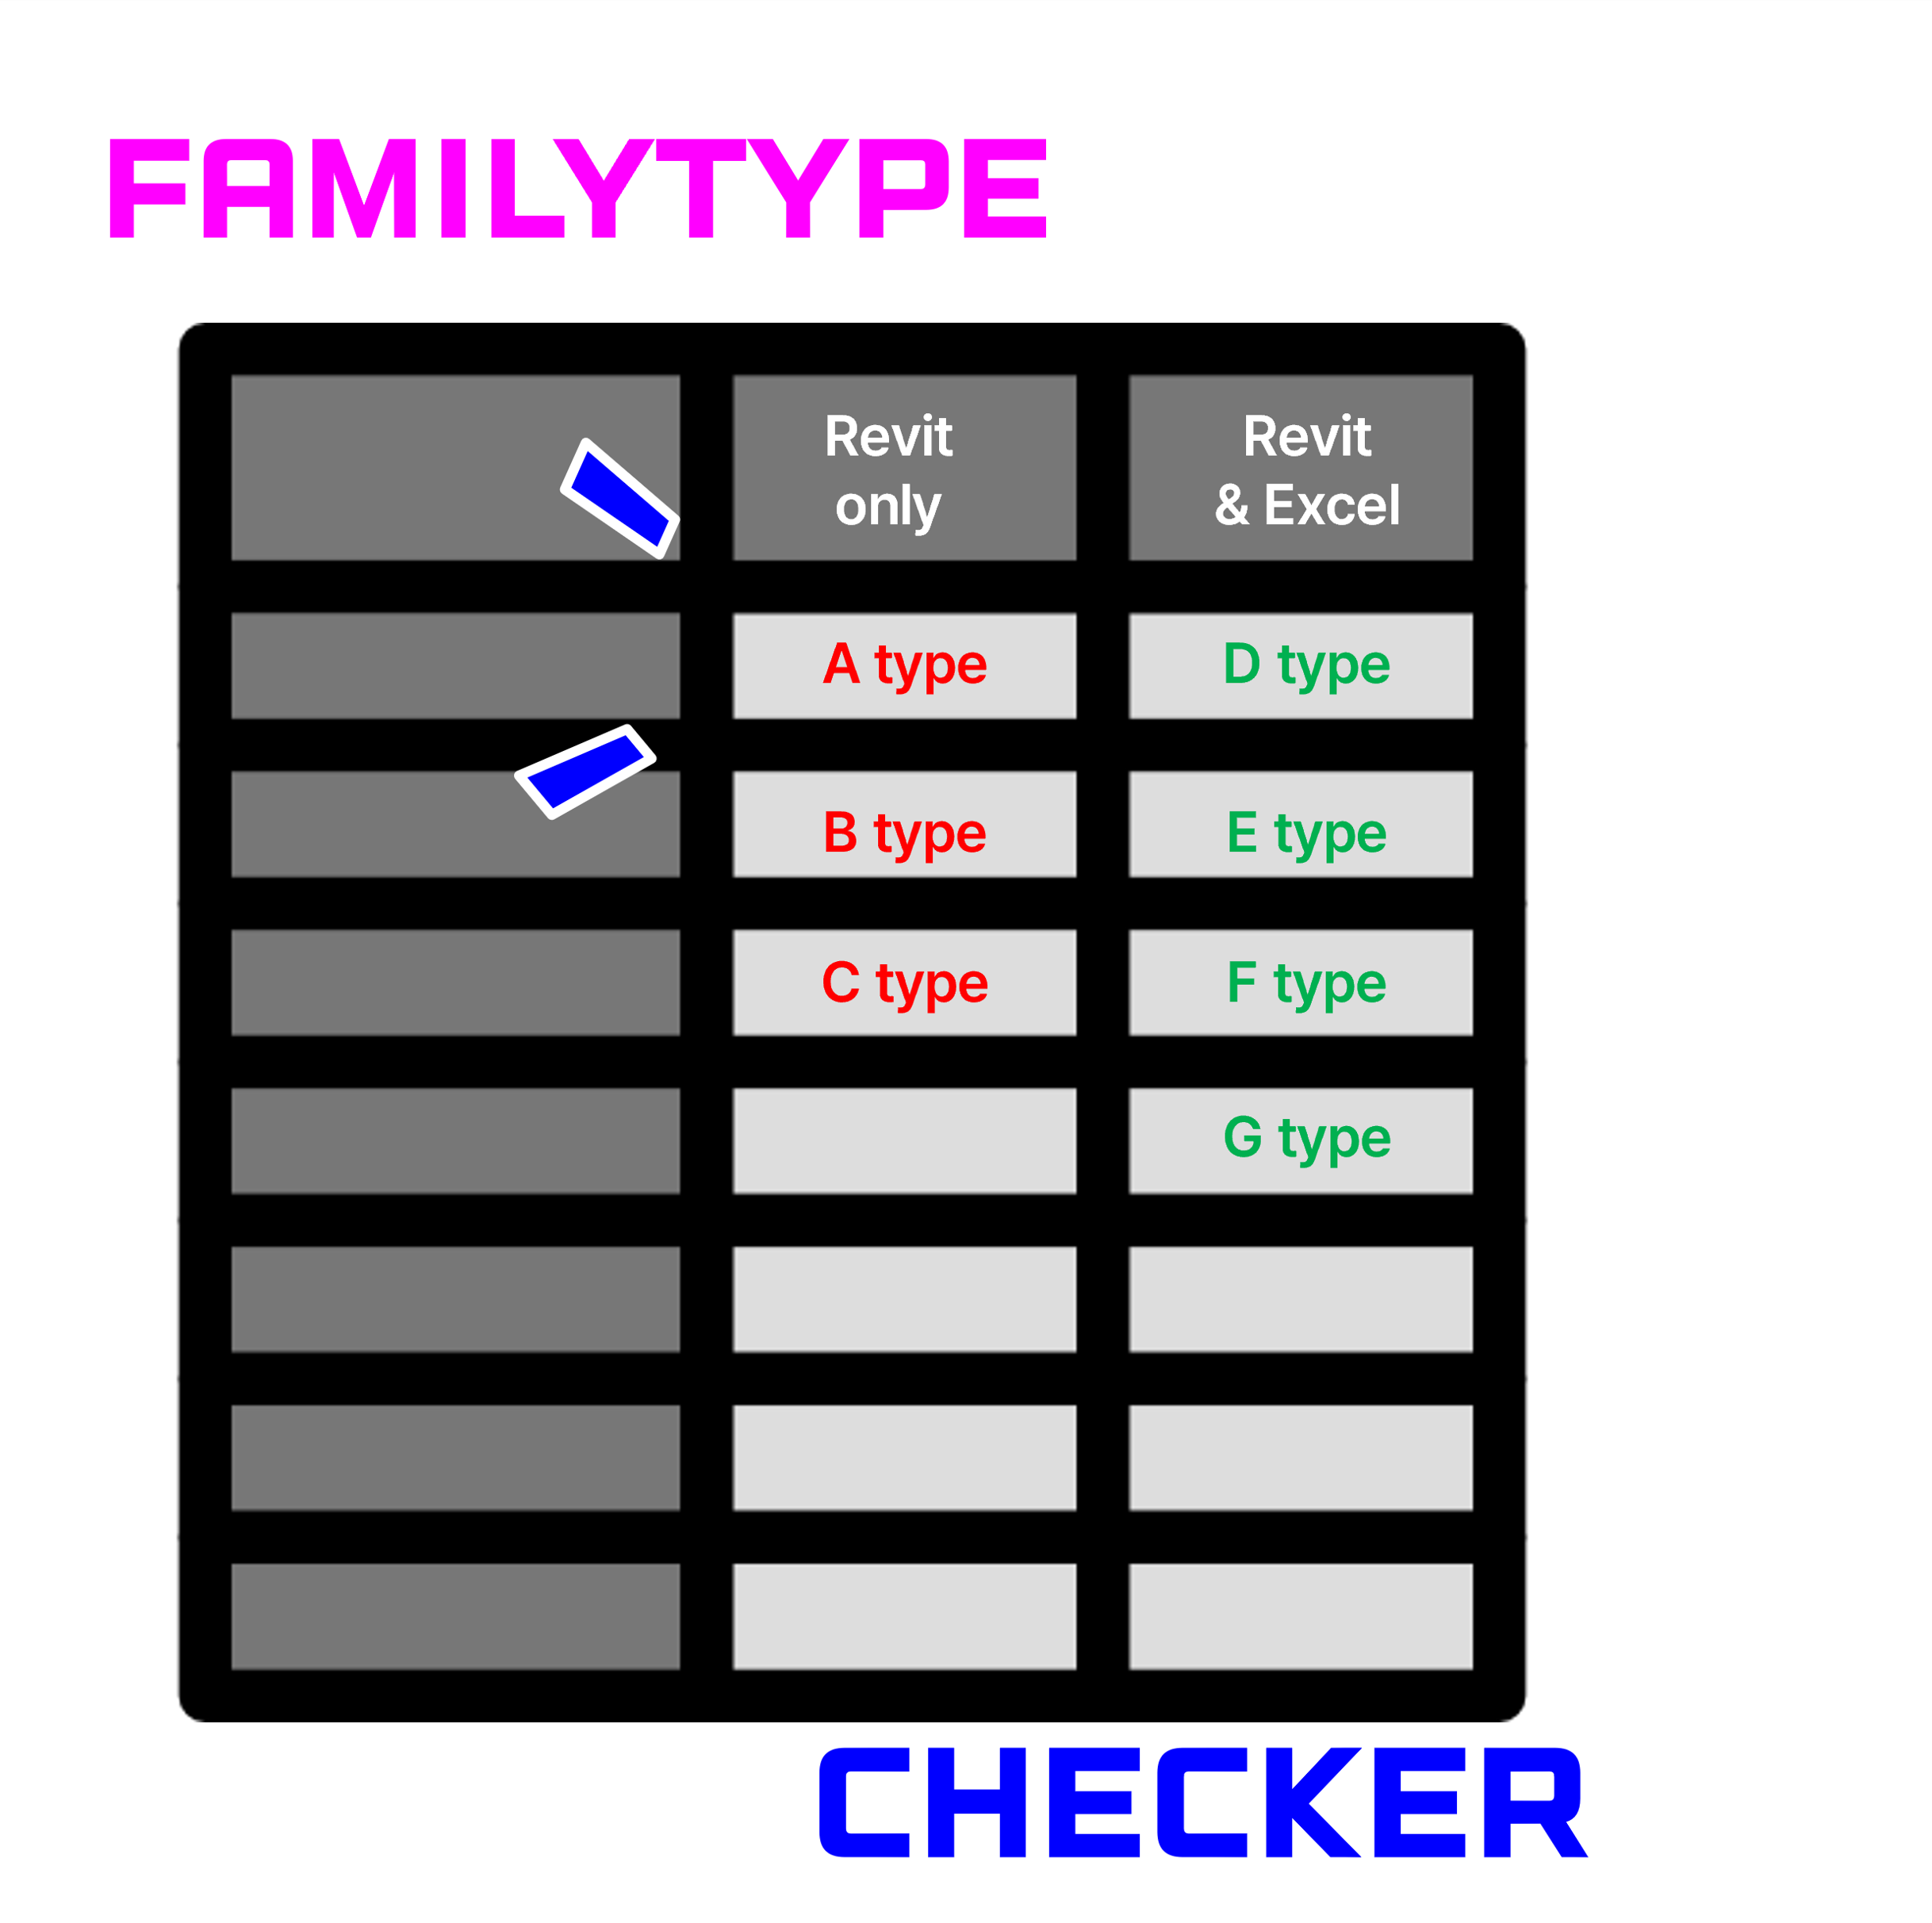 FAMILYTYPE
Revit
only
Revit
& Excel
A type
D type
B type
E type
C type
F type
G type
CHECKER